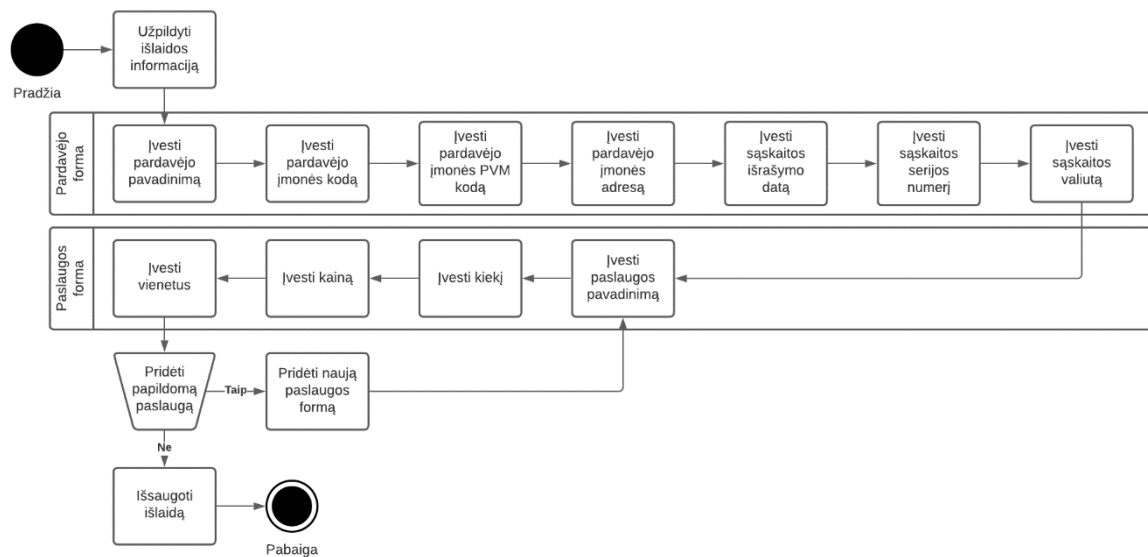 Užpildyti
išlaidos
informaciją
Pradžia
Pardavėjo
forma
Įvesti
pardavėjo
pavadinimą
Įvesti
pardavėjo
įmonės kodą
Įvesti
pardavėjo
įmonės PVM
kodą
Įvesti
pardavėjo
įmonės
adresą
Įvesti
sąskaitos
išrašymo
datą
Įvesti
sąskaitos
serijos
numerį
Įvesti
sąskaitos
valiutą
Paslaugos
forma
Įvesti
vienetus
Įvesti kainą
Įvesti kiekį
Įvesti
paslaugos
pavadinimą
Pridėti
papildomą
paslaugą
Taip
Pridėti naują
paslaugos
formą
Ne
Išsaugoti
išlaidą
Pabaiga